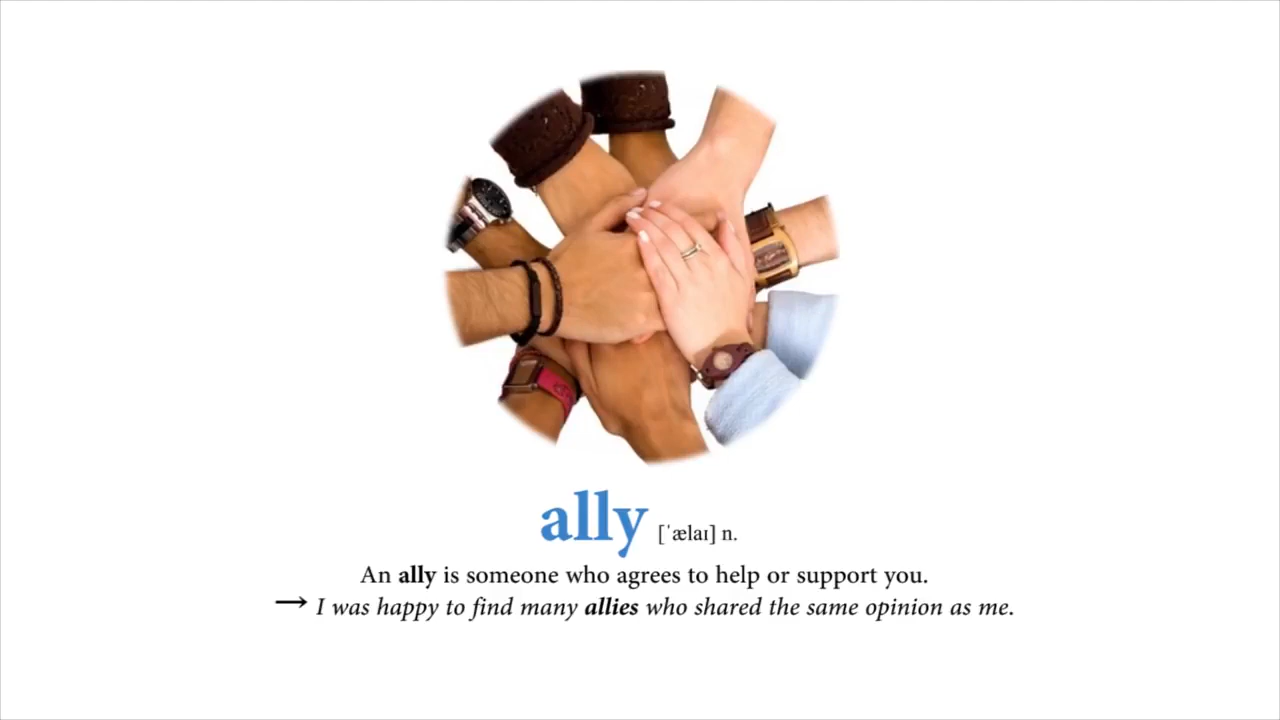 ally [ˈælaɪ] n.
An ally is someone who agrees to help or support you.
→ I was happy to find many allies who shared the same opinion as me.